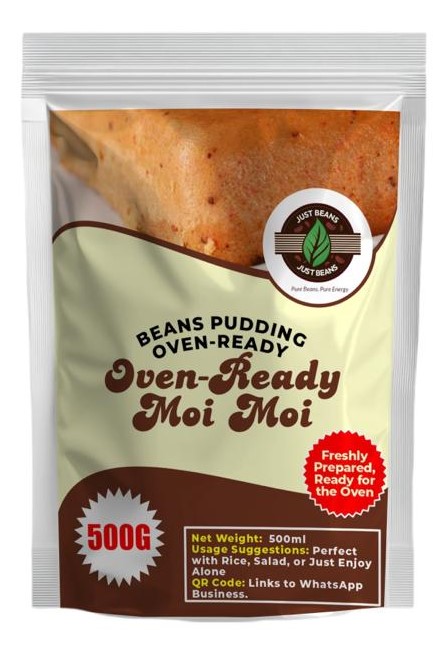 JUST BEANS
JUST BEANS
Pure Beans. Pure Energy.
BEANS PUDDING
OVEN-READY
Oven-Ready
Moi Moi
Freshly
Prepared,
Ready for
the Oven
500G
Net Weight: 500ml
Usage Suggestions: Perfect
with Rice, Salad, or Just Enjoy
Alone
QR Code: Links to WhatsApp
Business.